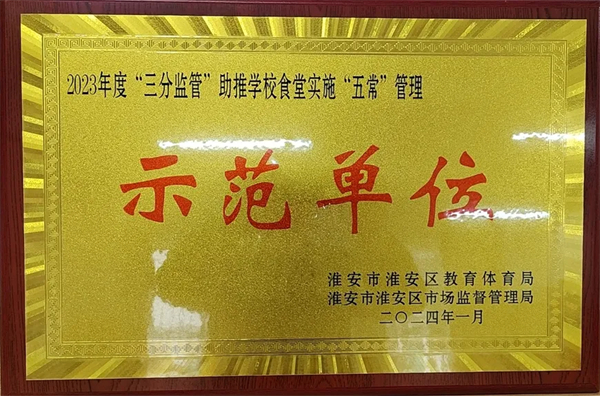 2023年度“三分监管”助推学校食堂实施“五常”管理
示范单位
淮安市淮安区教育体育局
淮安市淮安区市场监督管理局
二〇二四年一月